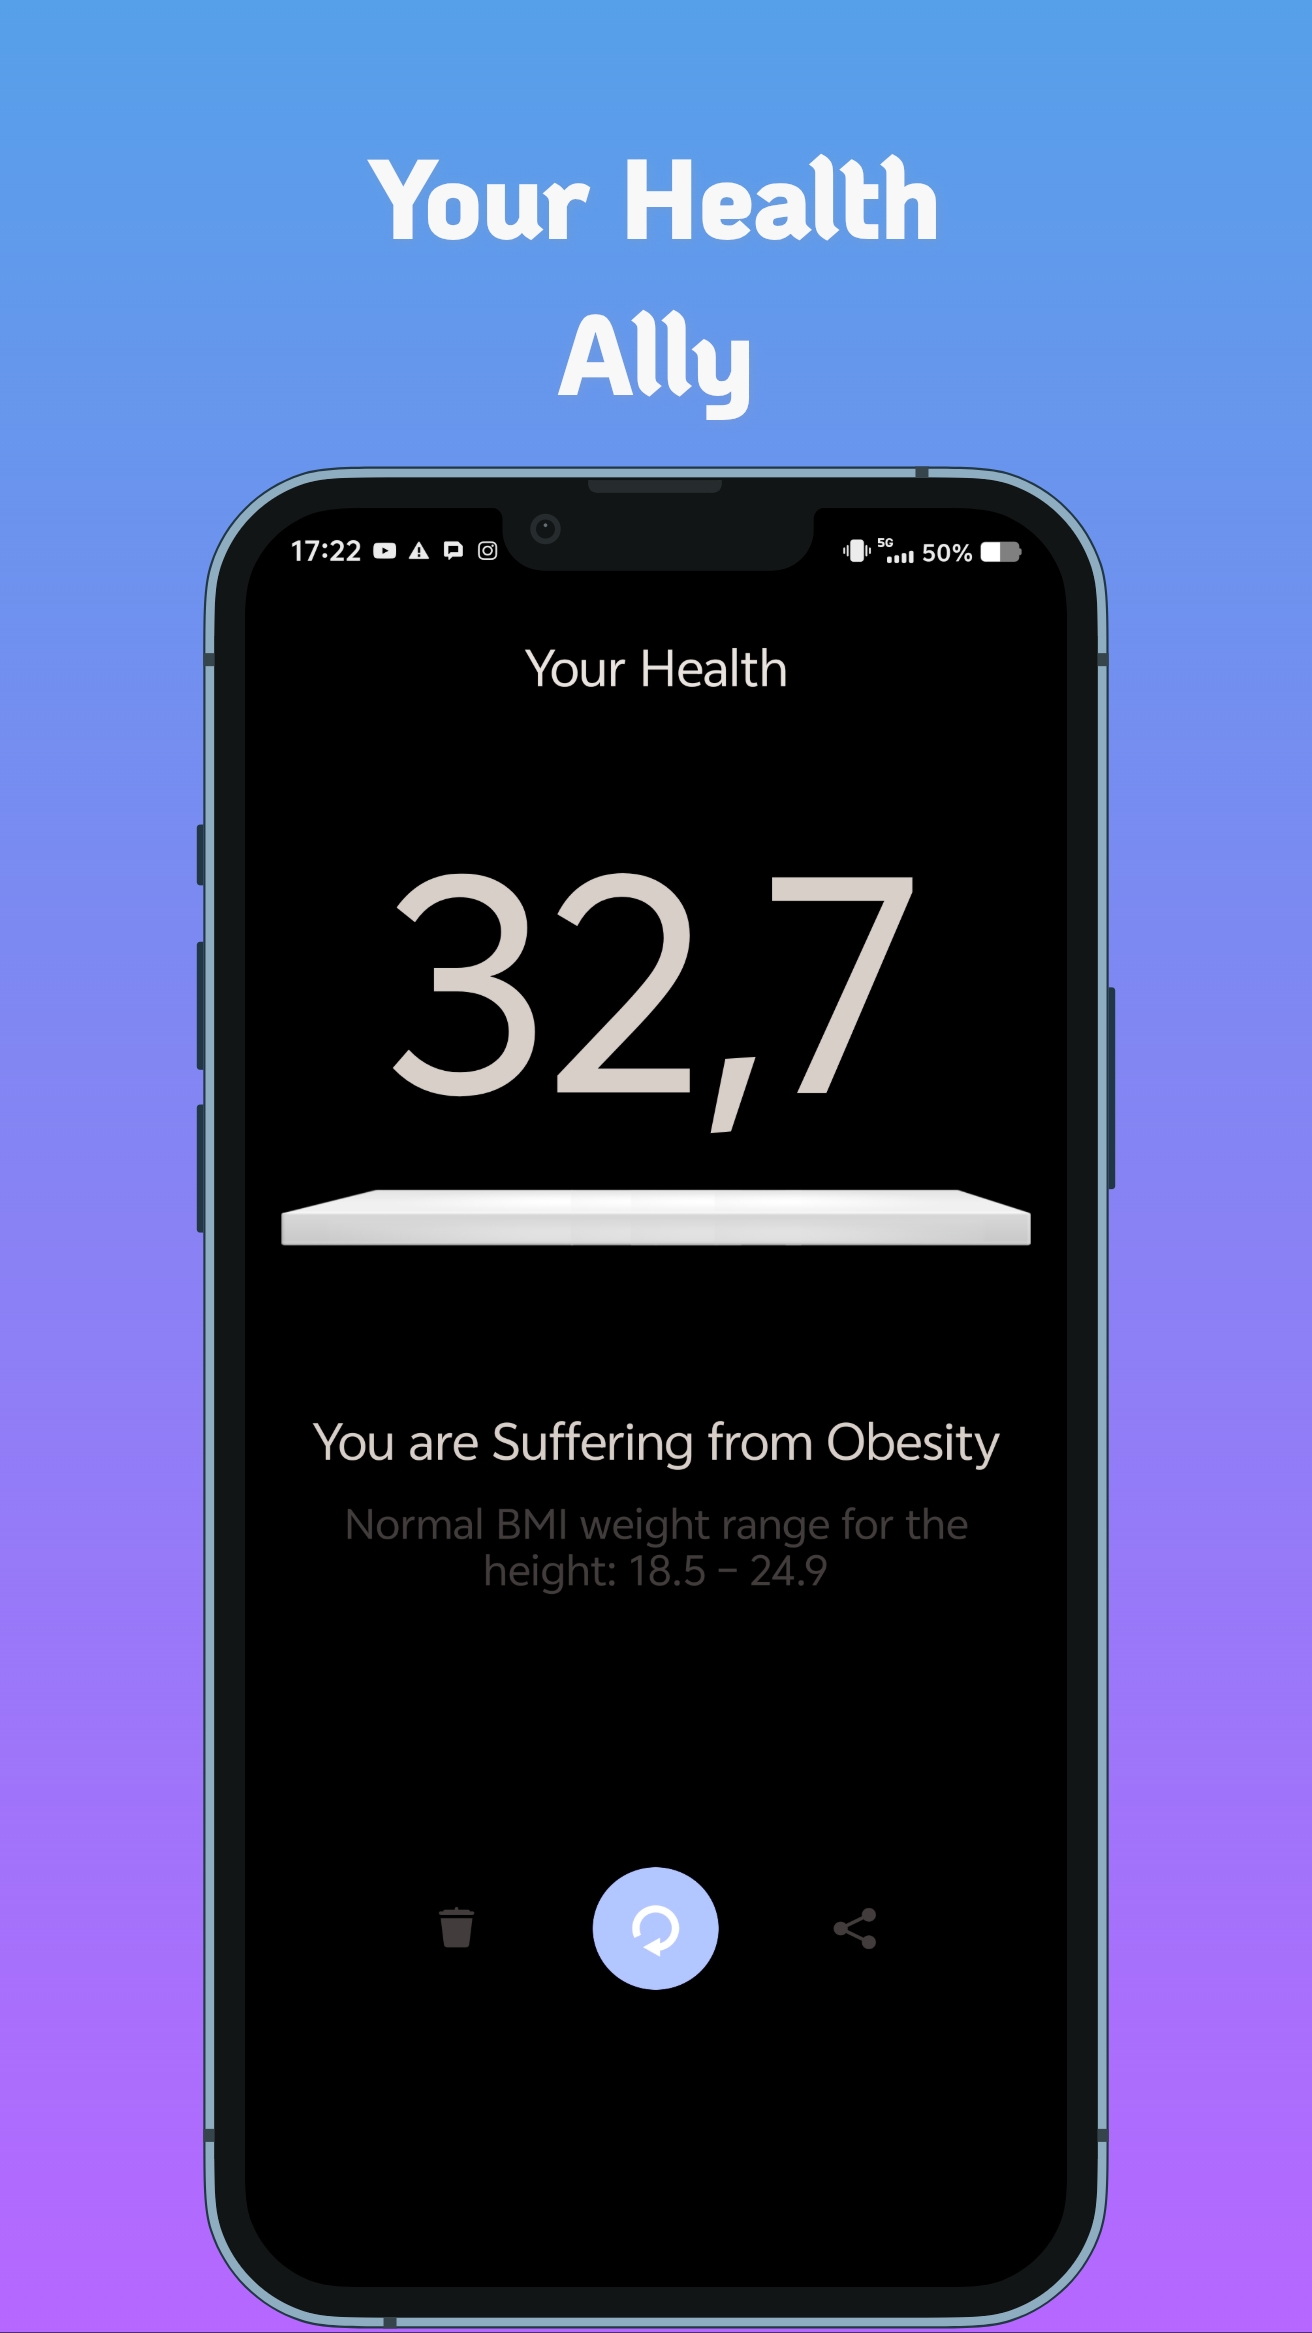 Your Health
Ally
17:22
5G
50%
Your Health
32,7
You are Suffering from Obesity
Normal BMI weight range for the
height: 18.5 – 24.9